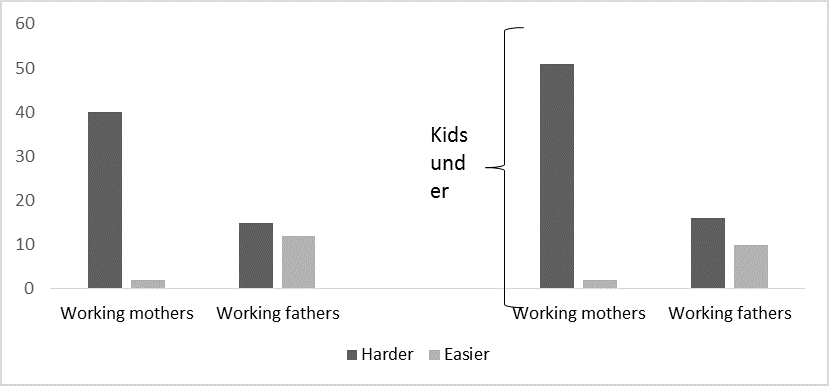 60
50
40
30
20
10
0
Kids
und
er
Working mothers
Working fathers
Working mothers
Working fathers
Harder
Easier